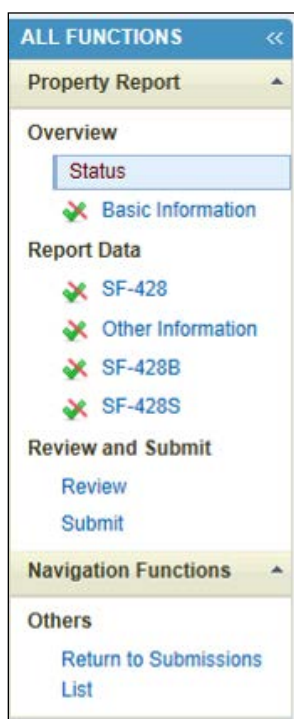 ALL FUNCTIONS «
Property Report
Overview
Status
Basic Information
Report Data
SF-428
Other Information
SF-428B
SF-428S
Review and Submit
Review
Submit
Navigation Functions
Others
Return to Submissions
List